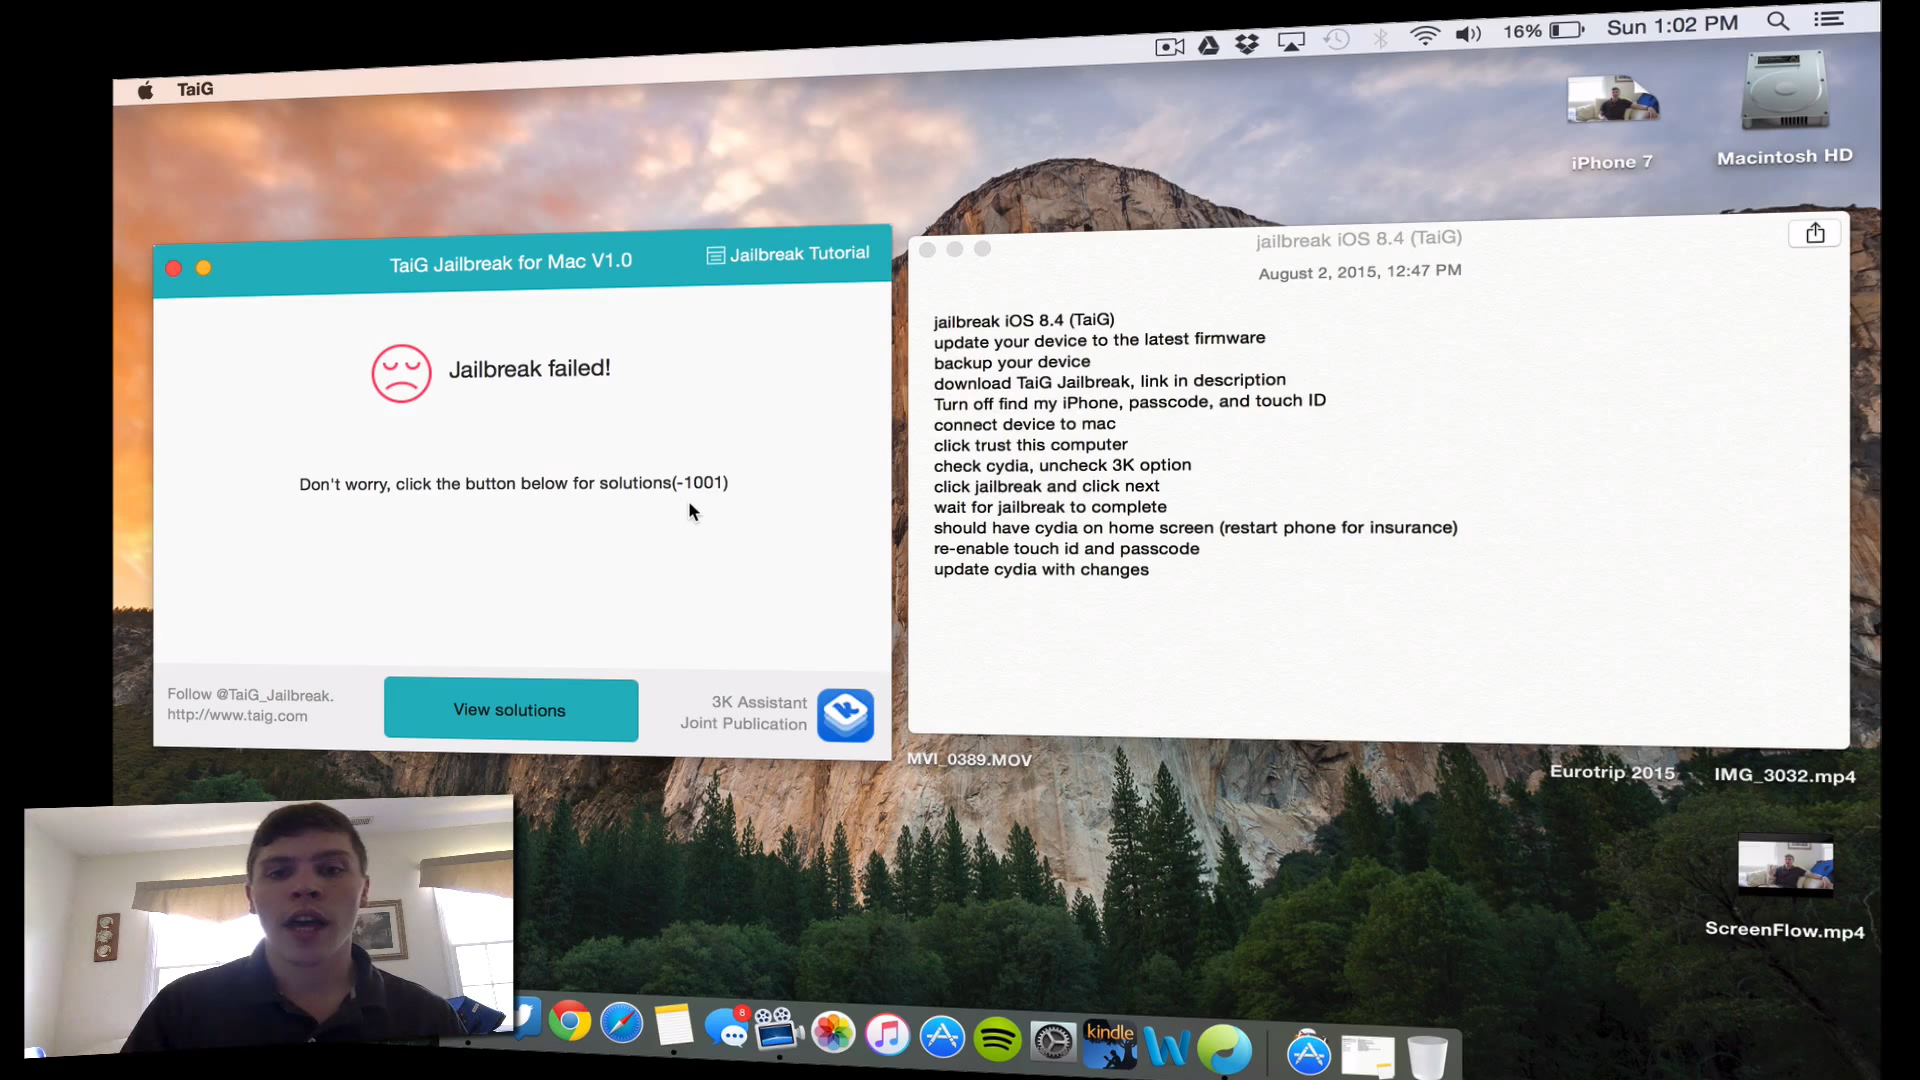 TaiG
16%
Sun 1:02 PM
iPhone 7
Macintosh HD
TaiG Jailbreak for Mac V1.0
Jailbreak Tutorial
Jailbreak failed!
Don't worry, click the button below for solutions(-1001)
Follow @TaiG_Jailbreak.
http://www.taig.com
View solutions
3K Assistant
Joint Publication
jailbreak iOS 8.4 (TaiG)
August 2, 2015, 12:47 PM
jailbreak iOS 8.4 (TaiG)
update your device to the latest firmware
backup your device
download TaiG Jailbreak, link in description
Turn off find my iPhone, passcode, and touch ID
connect device to mac
click trust this computer
check cydia, uncheck 3K option
click jailbreak and click next
wait for jailbreak to complete
should have cydia on home screen (restart phone for insurance)
re-enable touch id and passcode
update cydia with changes
MVI_0389.MOV
Eurotrip 2015
IMG_3032.mp4
ScreenFlow.mp4
8
kindle